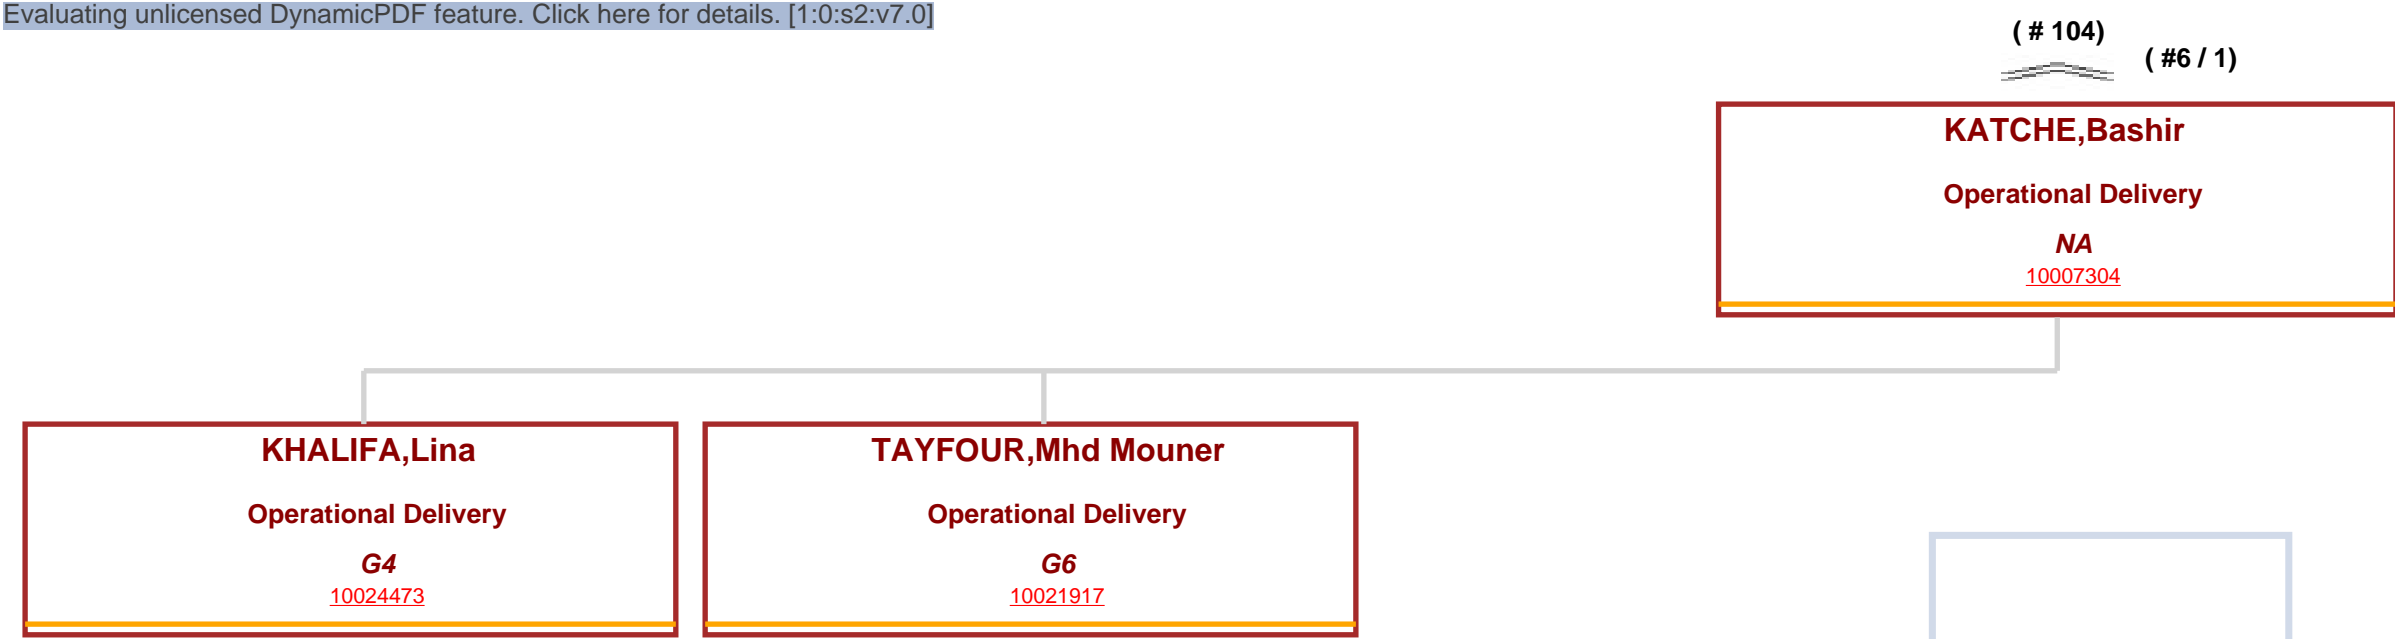 Evaluating unlicensed DynamicPDF feature. Click here for details. [1:0:s2:v7.0]
( # 104)
( #6 / 1)
KATCHE,Bashir
Operational Delivery
NA
10007304
KHALIFA,Lina
Operational Delivery
G4
10024473
TAYFOUR,Mhd Mouner
Operational Delivery
G6
10021917